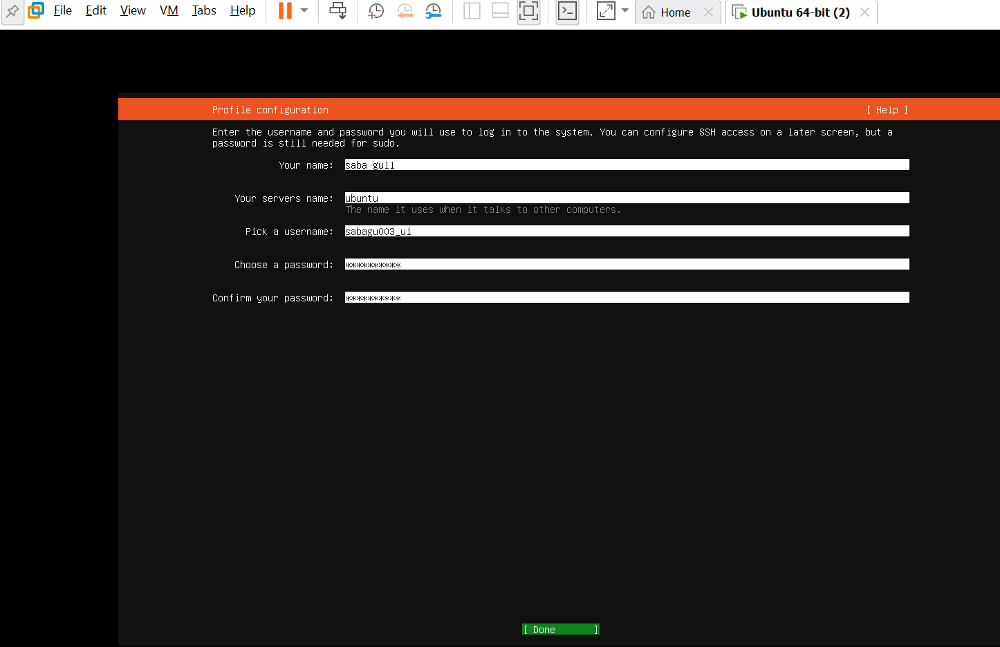 File Edit View VM Tabs Help Home Ubuntu 64-bit (2)
Profile configuration [ Help ]
Enter the username and password you will use to log in to the system. You can configure SSH access on a later screen, but a
password is still needed for sudo.
Your name: saba gull
Your servers name: ubuntu
The name it uses when it talks to other computers.
Pick a username: sabagu003_ui
Choose a password: **********
Confirm your password: **********
[ Done ]